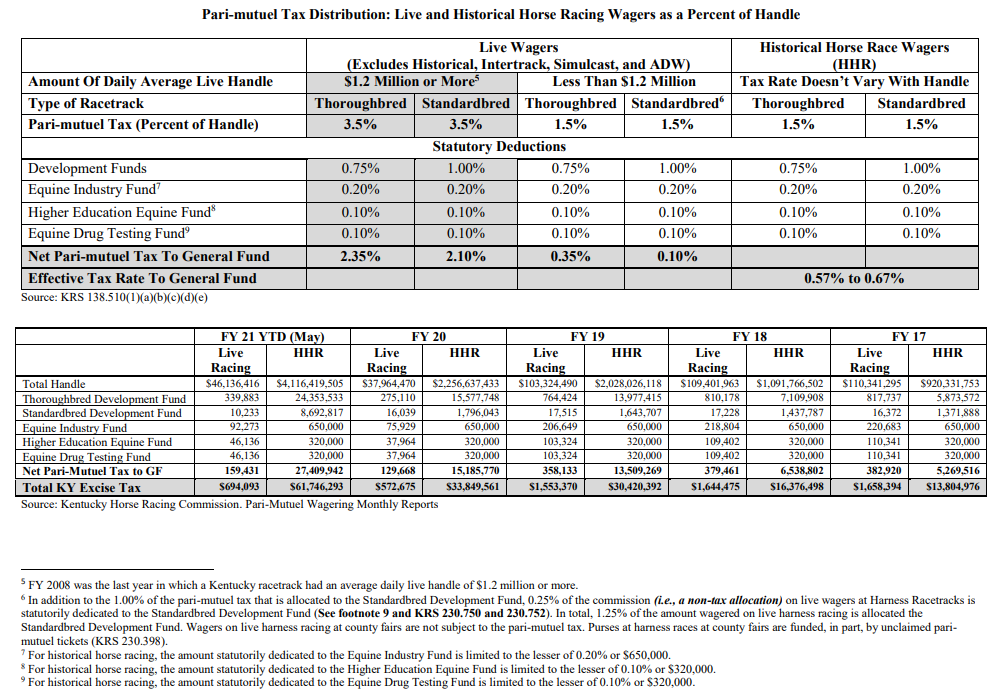 Pari-mutuel Tax Distribution: Live and Historical Horse Racing Wagers as a Percent of Handle
Live Wagers
(Excludes Historical, Intertrack, Simulcast, and ADW)
Historical Horse Race Wagers
(HHR)
Amount Of Daily Average Live Handle $1.2 Million or More⁵ Less Than $1.2 Million Tax Rate Doesn't Vary With Handle
Type of Racetrack Thoroughbred Standardbred Thoroughbred Standardbred⁶ Thoroughbred Standardbred
Pari-mutuel Tax (Percent of Handle) 3.5% 3.5% 1.5% 1.5% 1.5% 1.5%
Statutory Deductions
Development Funds 0.75% 1.00% 0.75% 1.00% 0.75% 1.00%
Equine Industry Fund⁷ 0.20% 0.20% 0.20% 0.20% 0.20% 0.20%
Higher Education Equine Fund⁸ 0.10% 0.10% 0.10% 0.10% 0.10% 0.10%
Equine Drug Testing Fund⁹ 0.10% 0.10% 0.10% 0.10% 0.10% 0.10%
Net Pari-mutuel Tax To General Fund 2.35% 2.10% 0.35% 0.10%
Effective Tax Rate To General Fund 0.57% to 0.67%
Source: KRS 138.510(1)(a)(b)(c)(d)(e)
FY 21 YTD (May) FY 20 FY 19 FY 18 FY 17
Live Racing HHR Live Racing HHR Live Racing HHR Live Racing HHR Live Racing HHR
Total Handle $46,136,416 $4,116,419,505 $37,964,470 $2,256,637,433 $103,324,490 $2,028,026,118 $109,401,963 $1,091,766,502 $110,341,295 $920,331,753
Thoroughbred Development Fund 339,883 24,353,533 275,110 15,577,748 764,424 13,977,415 810,178 7,109,908 817,737 5,873,572
Standardbred Development Fund 10,233 8,692,817 16,039 1,796,043 17,515 1,643,707 17,228 1,437,787 16,372 1,371,888
Equine Industry Fund 92,273 650,000 75,929 650,000 206,649 650,000 218,804 650,000 220,683 650,000
Higher Education Equine Fund 46,136 320,000 37,964 320,000 103,324 320,000 109,402 320,000 110,341 320,000
Equine Drug Testing Fund 46,136 320,000 37,964 320,000 103,324 320,000 109,402 320,000 110,341 320,000
Net Pari-Mutuel Tax to GF 159,431 27,409,942 129,668 15,185,770 358,133 13,509,269 379,461 6,538,802 382,920 5,269,516
Total KY Excise Tax $694,093 $61,746,293 $572,675 $33,849,561 $1,553,370 $30,420,392 $1,644,475 $16,376,498 $1,658,394 $13,804,976
Source: Kentucky Horse Racing Commission. Pari-Mutuel Wagering Monthly Reports
⁵ FY 2008 was the last year in which a Kentucky racetrack had an average daily live handle of $1.2 million or more.
⁶ In addition to the 1.00% of the pari-mutuel tax that is allocated to the Standardbred Development Fund, 0.25% of the commission (i.e., a non-tax allocation) on live wagers at Harness Racetracks is
statutorily dedicated to the Standardbred Development Fund (See footnote 9 and KRS 230.750 and 230.752). In total, 1.25% of the amount wagered on live harness racing is allocated the
Standardbred Development Fund. Wagers on live harness racing at county fairs are not subject to the pari-mutuel tax. Purses at harness races at county fairs are funded, in part, by unclaimed pari-
mutuel tickets (KRS 230.398).
⁷ For historical horse racing, the amount statutorily dedicated to the Equine Industry Fund is limited to the lesser of 0.20% or $650,000.
⁸ For historical horse racing, the amount statutorily dedicated to the Higher Education Equine Fund is limited to the lesser of 0.10% or $320,000.
⁹ For historical horse racing, the amount statutorily dedicated to the Equine Drug Testing Fund is limited to the lesser of 0.10% or $320,000.